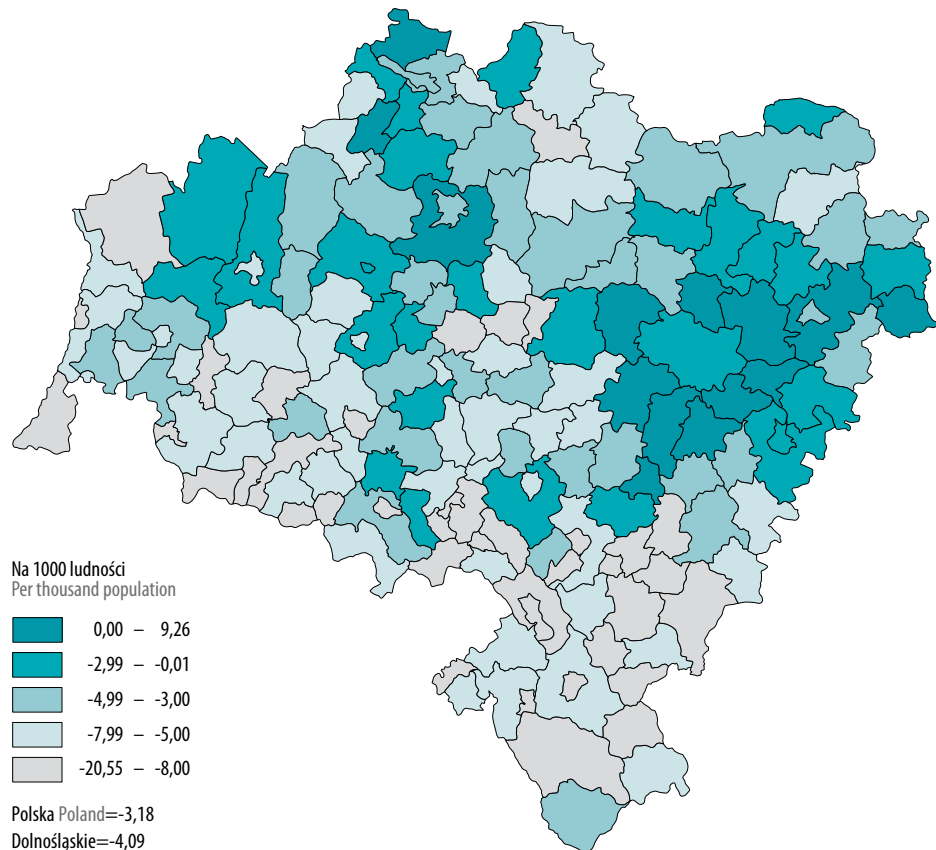 Na 1000 ludności
Per thousand population
0,00 – 9,26
-2,99 – -0,01
-4,99 – -3,00
-7,99 – -5,00
-20,55 – -8,00
Polska Poland=-3,18
Dolnośląskie=-4,09